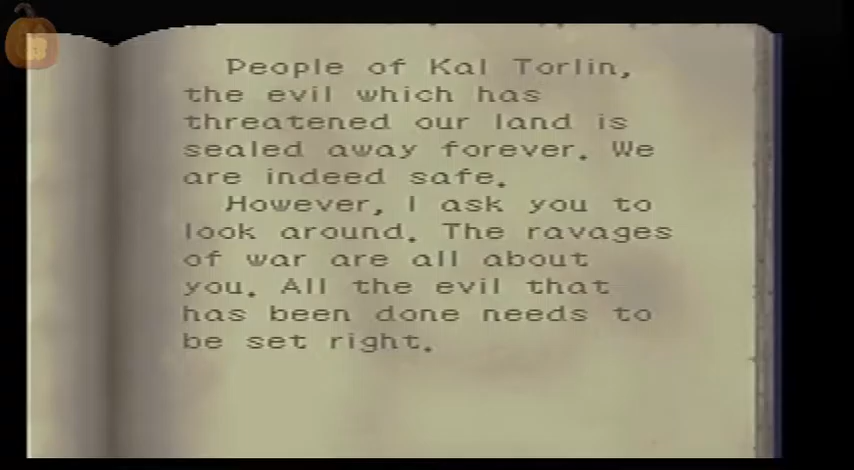 People of Kal Torlin,
the evil which has
threatened our land is
sealed away forever. We
are indeed safe.
However, I ask you to
look around. The ravages
of war are all about
you. All the evil that
has been done needs to
be set right.